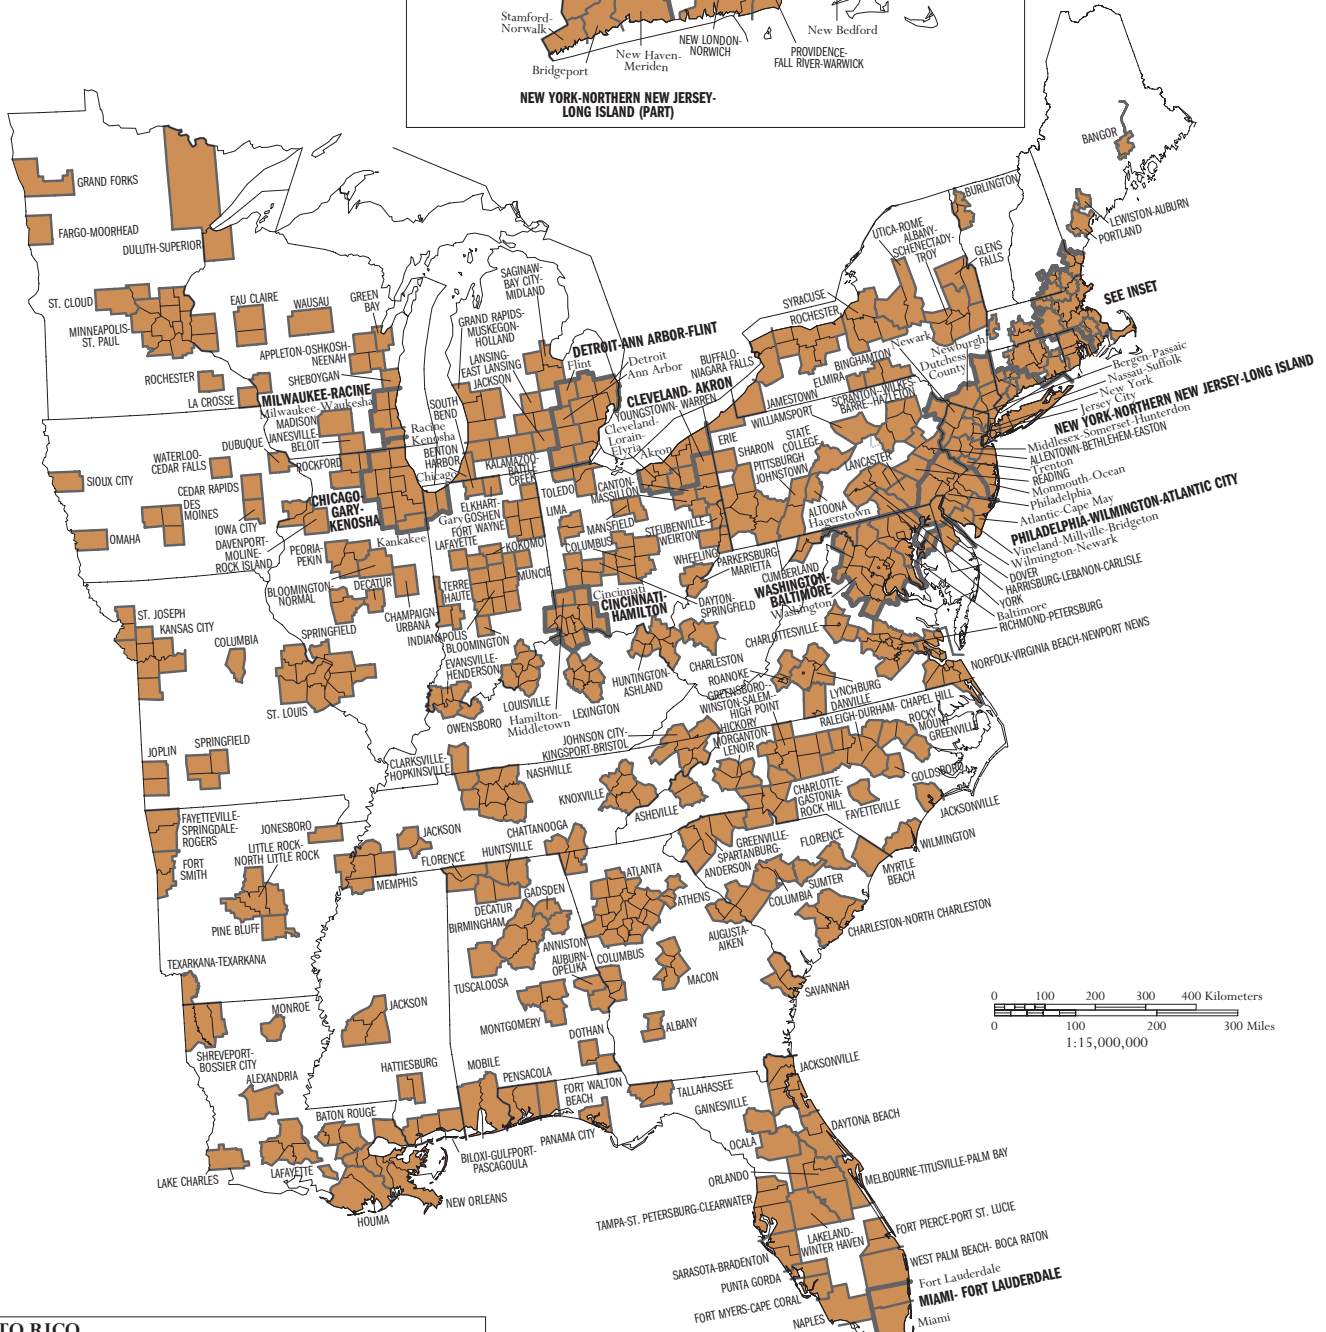 Stamford-
Norwalk
Bridgeport
New Haven-
Meriden
NEW LONDON-
NORWICH
New Bedford
PROVIDENCE-
FALL RIVER-WARWICK
NEW YORK-NORTHERN NEW JERSEY-
LONG ISLAND (PART)
BANGOR
LEWISTON-AUBURN
PORTLAND
BURLINGTON
UTICA-ROME
ALBANY-
SCHENECTADY-
TROY
GLENS
FALLS
SEE INSET
SYRACUSE
ROCHESTER
BUFFALO-
NIAGARA FALLS
BINGHAMTON
ELMIRA
JAMESTOWN
Newark
Newburgh
Dutchess
County
Bergen-Passaic
Nassau-Suffolk
New York
Jersey City
NEW YORK-NORTHERN NEW JERSEY-LONG ISLAND
Middlesex-Somerset-Hunterdon
ALLENTOWN-BETHLEHEM-EASTON
Trenton
READING
Monmouth-Ocean
Philadelphia
Atlantic-Cape May
PHILADELPHIA-WILMINGTON-ATLANTIC CITY
Vineland-Millville-Bridgeton
Wilmington-Newark
DOVER
HARRISBURG-LEBANON-CARLISLE
YORK
Baltimore
RICHMOND-PETERSBURG
NORFOLK-VIRGINIA BEACH-NEWPORT NEWS
GRAND FORKS
FARGO-MOORHEAD
DULUTH-SUPERIOR
ST. CLOUD
MINNEAPOLIS-
ST. PAUL
EAU CLAIRE
WAUSAU
GREEN
BAY
APPLETON-OSHKOSH-
NEENAH
SHEBOYGAN
ROCHESTER
LA CROSSE
MILWAUKEE-RACINE
Milwaukee-Waukesha
MADISON
JANESVILLE-
BELOIT
Racine
Kenosha
DUBUQUE
ROCKFORD
WATERLOO-
CEDAR FALLS
SIOUX CITY
CEDAR RAPIDS
DES
MOINES
OMAHA
IOWA CITY
DAVENPORT-
MOLINE-
ROCK ISLAND
CHICAGO-
GARY-
KENOSHA
Chicago
Gary
Kankakee
PEORIA-
PEKIN
BLOOMINGTON-
NORMAL
DECATUR
CHAMPAIGN-
URBANA
SPRINGFIELD
SAGINAW-
BAY CITY-
MIDLAND
GRAND RAPIDS-
MUSKEGON-
HOLLAND
LANSING-
EAST LANSING
JACKSON
DETROIT-ANN ARBOR-FLINT
Flint
Detroit
Ann Arbor
SOUTH
BEND
BENTON
HARBOR
KALAMAZOO-
BATTLE
CREEK
ELKHART-
GOSHEN
FORT WAYNE
LAFAYETTE
KOKOMO
MUNCIE
TERRE
HAUTE
INDIANAPOLIS
BLOOMINGTON
EVANSVILLE-
HENDERSON
OWENSBORO
LOUISVILLE
LEXINGTON
CLEVELAND- AKRON
YOUNGSTOWN- WARREN
Cleveland-
Lorain-
Elyria
Akron
TOLEDO
LIMA
CANTON-
MASSILLON
MANSFIELD
COLUMBUS
STEUBENVILLE-
WEIRTON
WHEELING
PARKERSBURG-
MARIETTA
CINCINNATI-
HAMILTON
Cincinnati
Hamilton-
Middletown
DAYTON-
SPRINGFIELD
HUNTINGTON-
ASHLAND
CHARLESTON
ERIE
SHARON
PITTSBURGH
JOHNSTOWN
STATE
COLLEGE
WILLIAMSPORT
SCRANTON-WILKES-
BARRE- HAZLETON
LANCASTER
ALTOONA
Hagerstown
CUMBERLAND
WASHINGTON-
BALTIMORE
Washington
CHARLOTTESVILLE
ROANOKE
LYNCHBURG
DANVILLE
GREENSBORO--
WINSTON-SALEM--
HIGH POINT
HICKORY
MORGANTON-
LENOIR
RALEIGH-DURHAM- CHAPEL HILL
ROCKY
MOUNT
GREENVILLE
GOLDSBORO
JACKSONVILLE
WILMINGTON
FAYETTEVILLE
CHARLOTTE-
GASTONIA-
ROCK HILL
JOHNSON CITY-
KINGSPORT-BRISTOL
KNOXVILLE
ASHEVILLE
CHATTANOOGA
NASHVILLE
CLARKSVILLE-
HOPKINSVILLE
JACKSON
MEMPHIS
ST. JOSEPH
KANSAS CITY
COLUMBIA
ST. LOUIS
JOPLIN
SPRINGFIELD
FAYETTEVILLE-
SPRINGDALE-
ROGERS
FORT
SMITH
JONESBORO
LITTLE ROCK-
NORTH LITTLE ROCK
PINE BLUFF
TEXARKANA-TEXARKANA
FLORENCE
HUNTSVILLE
DECATUR
GADSDEN
BIRMINGHAM
ANNISTON
TUSCALOOSA
AUBURN-
OPELIKA
COLUMBUS
MONTGOMERY
DOTHAN
ATLANTA
ATHENS
MACON
ALBANY
AUGUSTA-
AIKEN
GREENVILLE-
SPARTANBURG-
ANDERSON
FLORENCE
COLUMBIA
SUMTER
MYRTLE
BEACH
CHARLESTON-NORTH CHARLESTON
SAVANNAH
MONROE
SHREVEPORT-
BOSSIER CITY
ALEXANDRIA
JACKSON
HATTIESBURG
BATON ROUGE
LAFAYETTE
LAKE CHARLES
HOUMA
NEW ORLEANS
BILOXI-GULFPORT-
PASCAGOULA
MOBILE
PENSACOLA
FORT WALTON
BEACH
PANAMA CITY
TALLAHASSEE
GAINESVILLE
JACKSONVILLE
DAYTONA BEACH
OCALA
ORLANDO
MELBOURNE-TITUSVILLE-PALM BAY
TAMPA-ST. PETERSBURG-CLEARWATER
LAKELAND-
WINTER HAVEN
FORT PIERCE-PORT ST. LUCIE
SARASOTA-BRADENTON
WEST PALM BEACH- BOCA RATON
PUNTA GORDA
FORT MYERS-CAPE CORAL
NAPLES
Fort Lauderdale
MIAMI- FORT LAUDERDALE
Miami
0 100 200 300 400 Kilometers
0 100 200 300 Miles
1:15,000,000
TO RICO